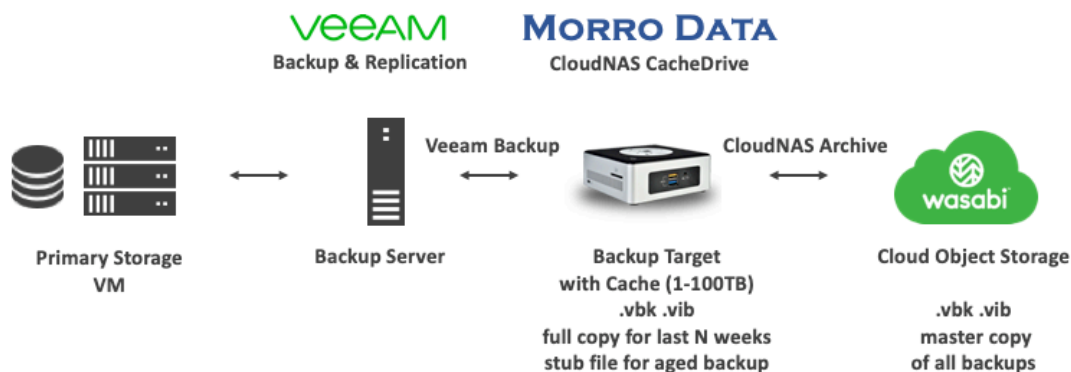 veeAM
Backup & Replication
MORRO DATA
CloudNAS CacheDrive
Veeam Backup
CloudNAS Archive
wasabi
Primary Storage
VM
Backup Server
Backup Target
with Cache (1-100TB)
.vbk .vib
full copy for last N weeks
stub file for aged backup
Cloud Object Storage
.vbk .vib
master copy
of all backups